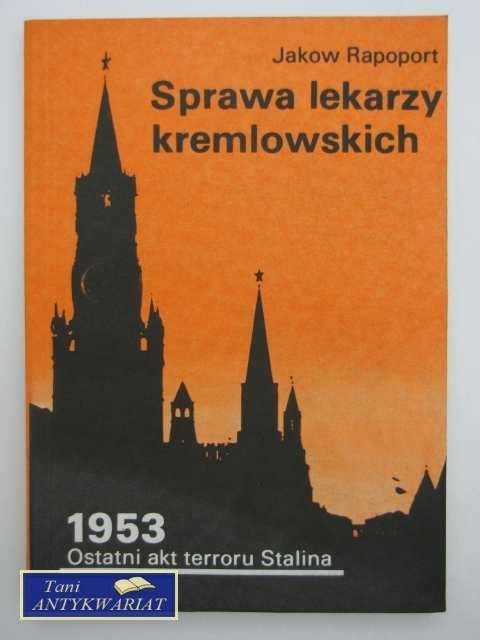 Jakow Rapoport
Sprawa lekarzy
kremlowskich
1953
Ostatni akt terroru Stalina
Tani
ANTYKWARIAT